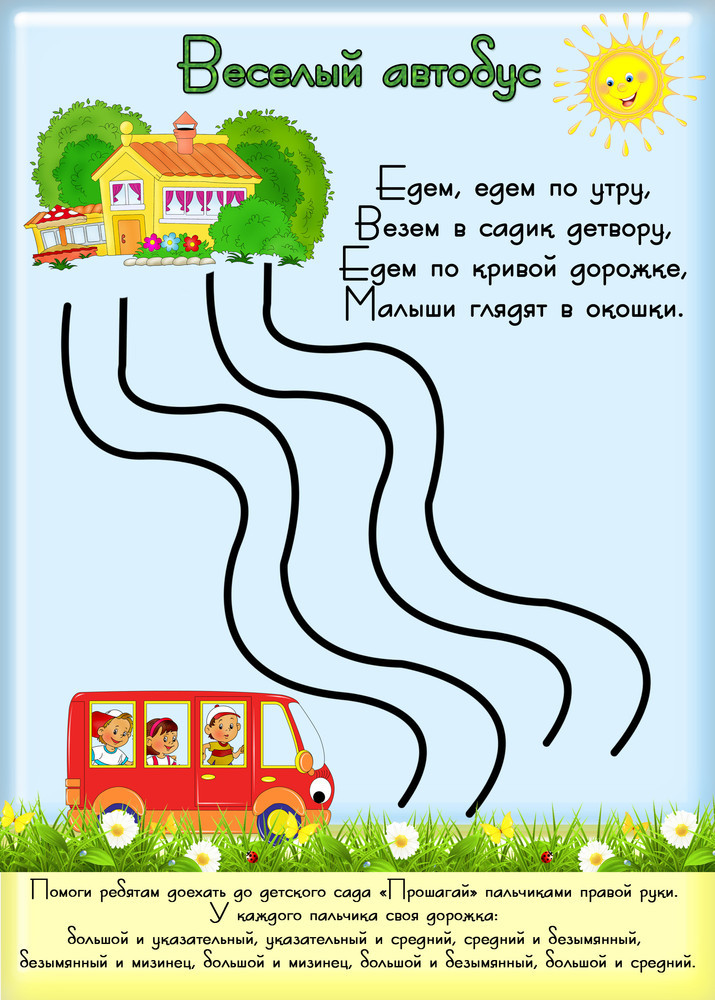 Веселый автобус
Едем, едем по утру,
Везем в садик детвору,
Едем по кривой дорожке,
Малыши глядят в окошки.
Помоги ребятам доехать до детского сада «Прошагай» пальчиками правой руки.
У каждого пальчика своя дорожка:
большой и указательный, указательный и средний, средний и безымянный,
безымянный и мизинец, большой и мизинец, большой и безымянный, большой и средний.